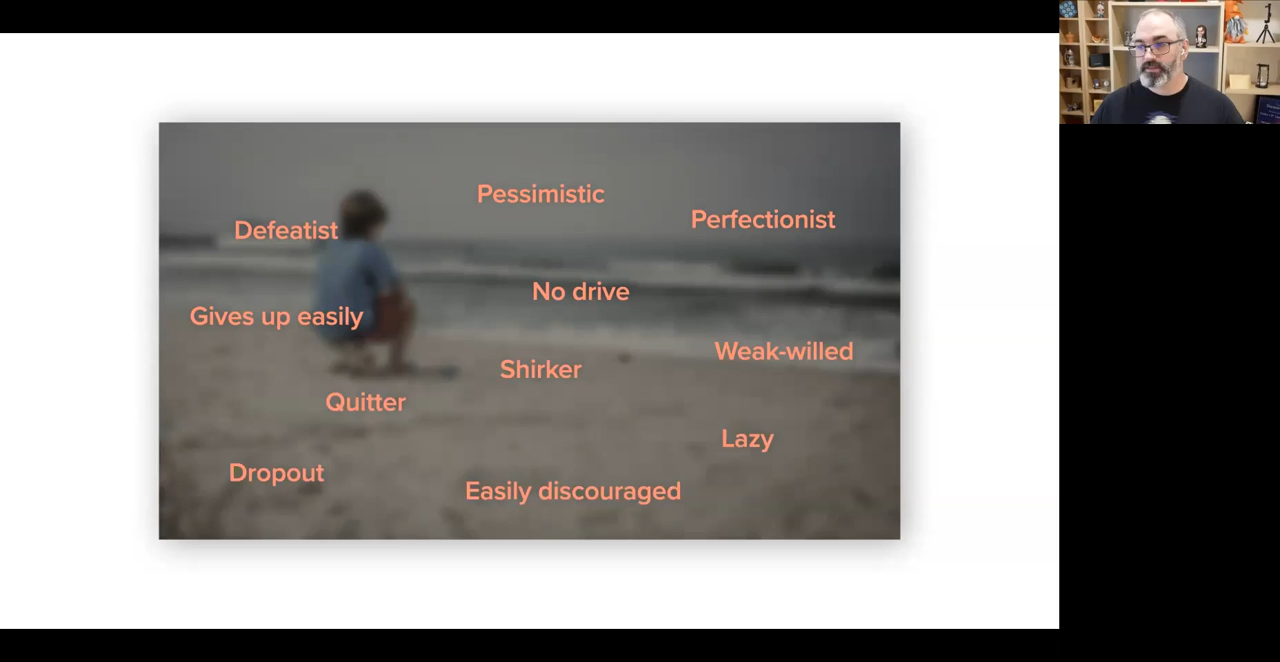 Pessimistic
Perfectionist
Defeatist
No drive
Gives up easily
Weak-willed
Shirker
Quitter
Lazy
Dropout
Easily discouraged